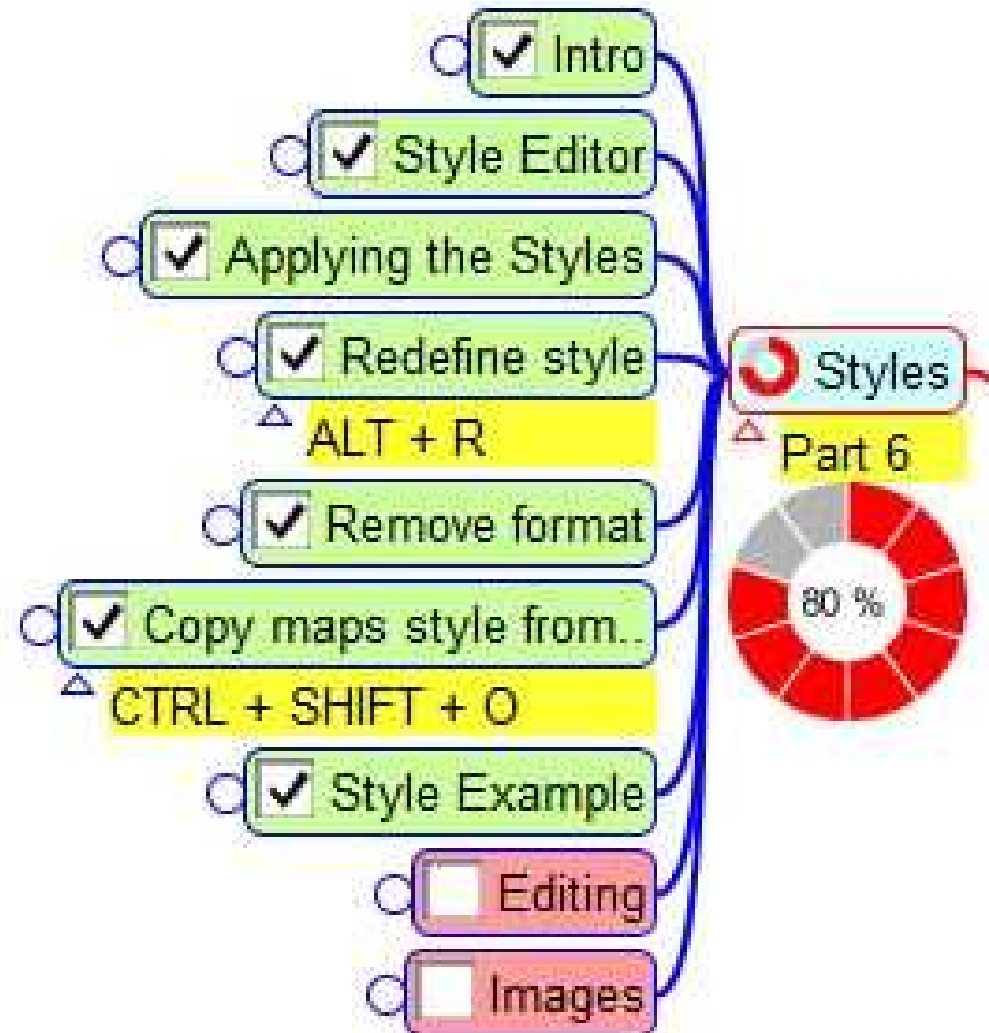 Intro
Style Editor
Applying the Styles
Redefine style
ALT + R
Remove format
Copy maps style from..
CTRL + SHIFT + O
Style Example
Editing
Images
Styles
Part 6
80 %